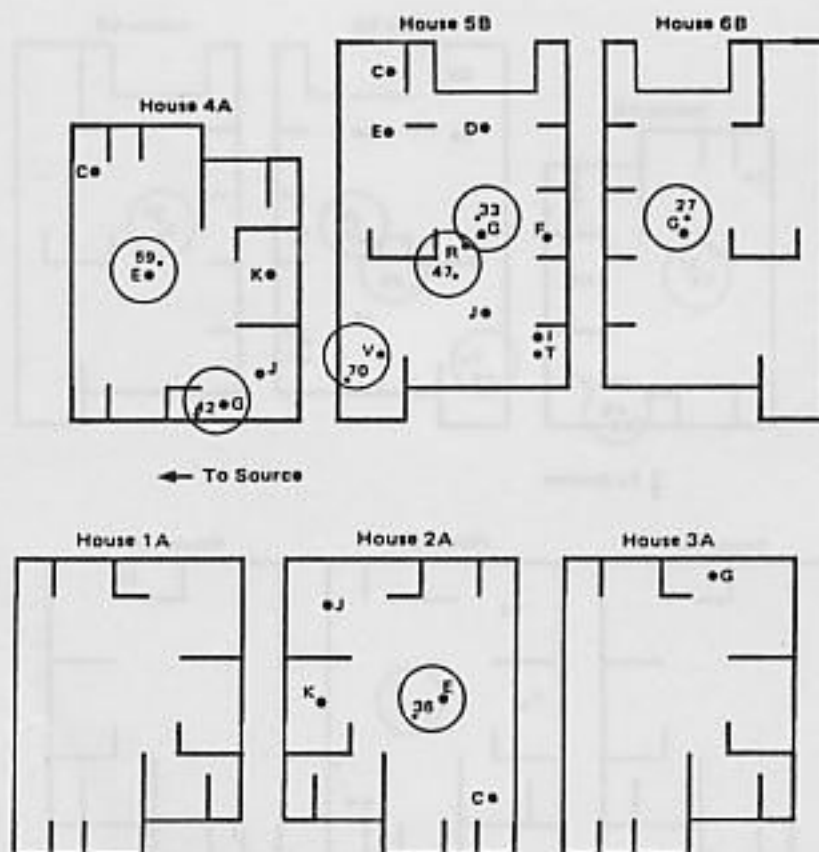 House 5B
House 6B
House 4A
C
E
D
C
33
G
R
F
47
27
G
59
E
K
J
J
I
T
V
70
42
G
← To Source
House 1A
House 2A
House 3A
J
G
K
E
36
C